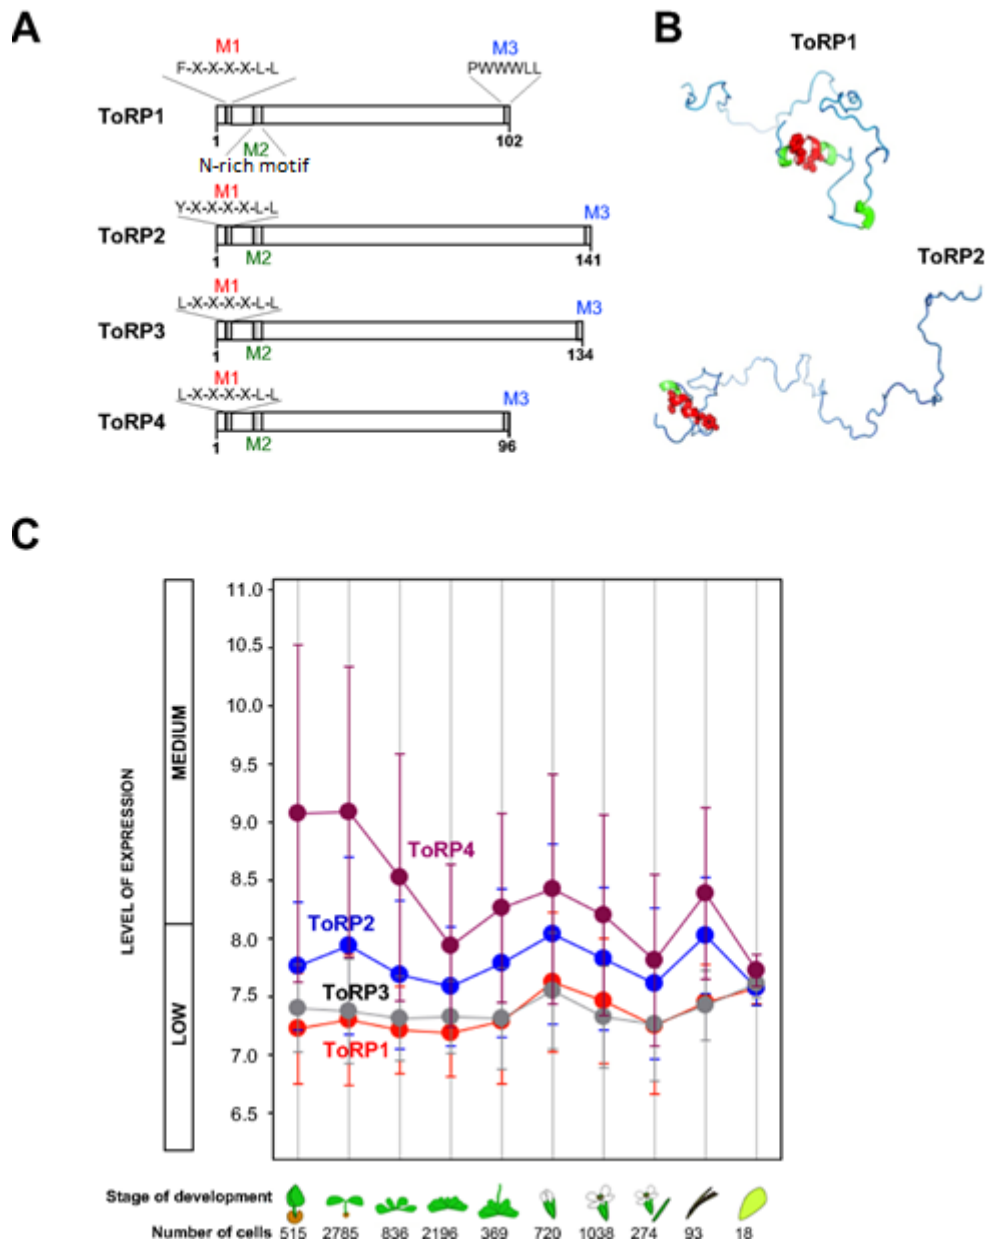 A
M1
F-X-X-X-X-L-L
M3
PWWWLL
ToRP1
1
102
M2
N-rich motif
M1
Y-X-X-X-X-L-L
M3
ToRP2
1
M2
141
M1
L-X-X-X-X-L-L
M3
ToRP3
1
M2
134
M1
L-X-X-X-X-L-L
M3
ToRP4
1
M2
96
B
ToRP1
ToRP2
C
LEVEL OF EXPRESSION
MEDIUM
LOW
11.0
10.5
10.0
9.5
9.0
8.5
8.0
7.5
7.0
6.5
ToRP4
ToRP2
ToRP3
ToRP1
Stage of development
Number of cells 515 2785 836 2196 369 720 1038 274 93 18